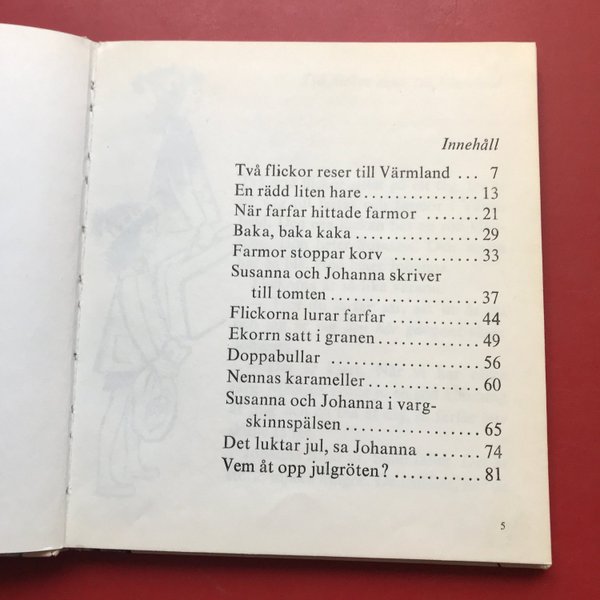 Innehåll
Två flickor reser till Värmland ... 7
En rädd liten hare ............... 13
När farfar hittade farmor ....... 21
Baka, baka kaka ................. 29
Farmor stoppar korv ............ 33
Susanna och Johanna skriver
till tomten .................... 37
Flickorna lurar farfar ............ 44
Ekorrn satt i granen .............. 49
Doppabullar ..................... 56
Nennas karameller ............... 60
Susanna och Johanna i varg-
skinnspälsen .................. 65
Det luktar jul, sa Johanna ....... 74
Vem åt opp julgröten? ........... 81
5